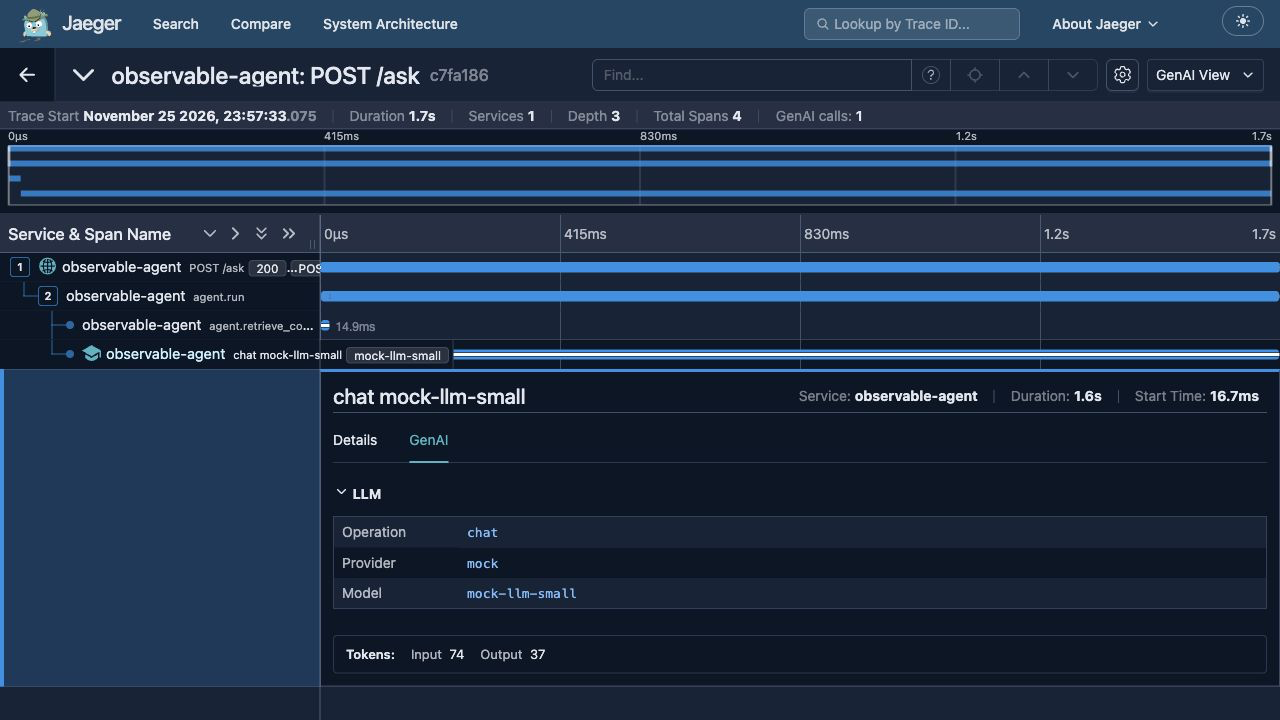 Jaeger Search Compare System Architecture Lookup by Trace ID... About Jaeger
observable-agent: POST /ask c7fa186 Find... ? GenAI View
Trace Start November 25 2026, 23:57:33.075 Duration 1.7s Services 1 Depth 3 Total Spans 4 GenAI calls: 1
0μs 415ms 830ms 1.2s 1.7s
Service & Span Name 0μs 415ms 830ms 1.2s 1.7s
1 observable-agent POST /ask 200 ...POS
2 observable-agent agent.run
observable-agent agent.retrieve_co... 14.9ms
observable-agent chat mock-llm-small mock-llm-small
chat mock-llm-small Service: observable-agent Duration: 1.6s Start Time: 16.7ms
Details GenAI
LLM
Operation chat
Provider mock
Model mock-llm-small
Tokens: Input 74 Output 37